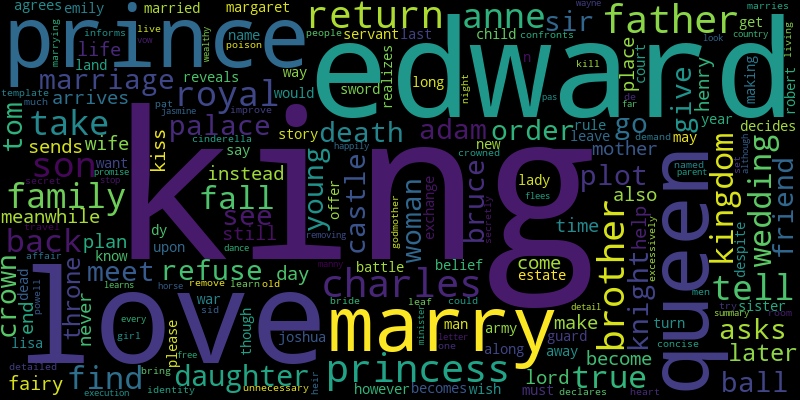 agrees emily married margaret return anne sir father
prince edward
name servant last child confronts get
people live vow wealthy poison
marrying informs life land
marriage reveals way would sword long realizes
arrives royal
tom take palace death adam order go place court
give henry making year robert living
template much pat jasmine improve
kiss cinderella story say new rule leave demand
sends wife happily crowned mother may decides
son want instead young offer castle woman bruce lady plot
secret promise stop
family king fall see
meanwhile exchange secretly godmother removing
back plan know still dy upon
travel affair dance flees
brother also kingdom wedding friend
time help knight excessively despite
queen
crown throne meet refuse day battle belief come estate
charles
end dead powell learns horse remove learn old
war sid though joshua bride leaf could detail
love marry
never please every girl
lisa man army make turn sister tell
minister letter one guard along away
asks later
men try summary room concise
fairy find daughter princess true become ball
detailed free bring identity unnecessary heir
execution however becomes wish lord must declares heart
wayne marries look country kill night far pas n
named parent set although